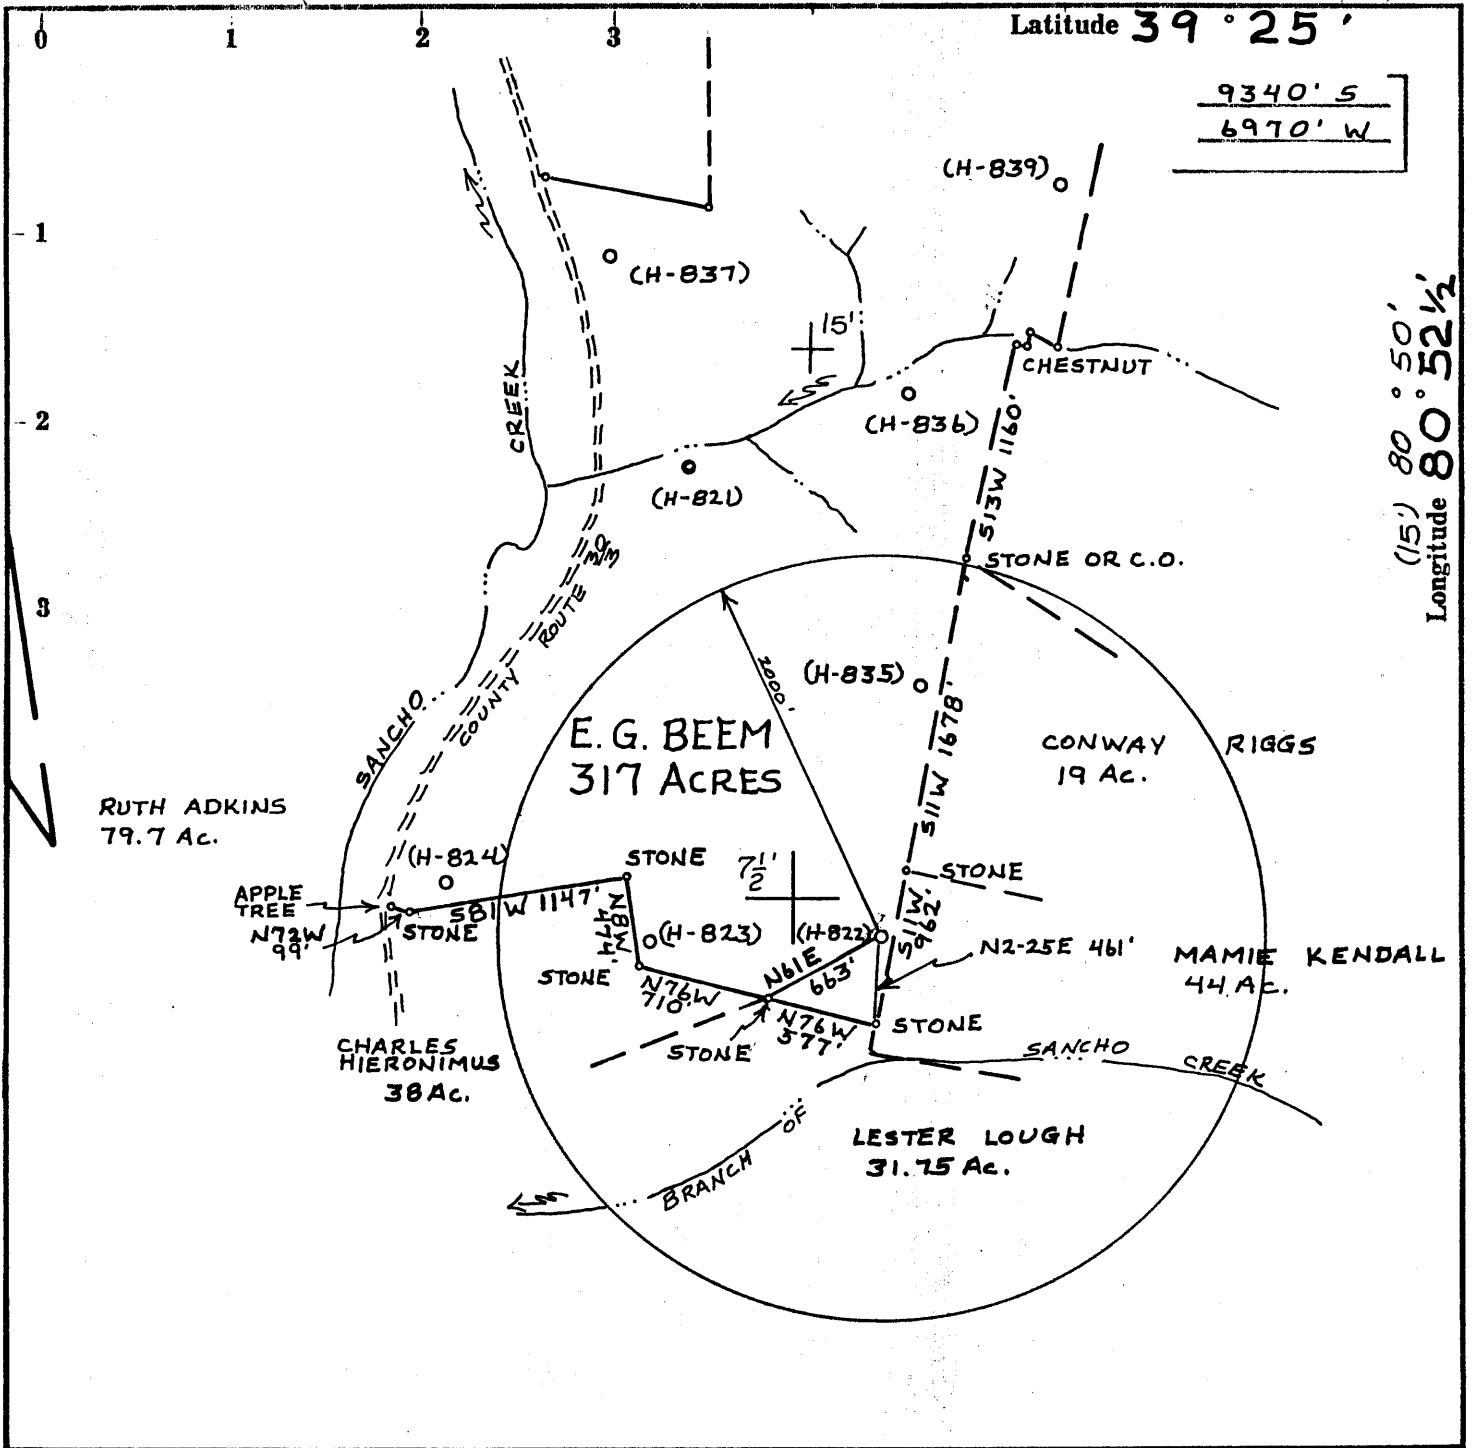 0 1 2 3
Latitude 39° 25'
9340' S
6970' W
(H-839)
- 1
(H-837)
15'
(15') 80° 50'
Longitude 80° 52 1/2'
CHESTNUT
CREEK
- 2
(H-836)
S13W 1160'
(H-821)
STONE OR C.O.
3
COUNTY ROUTE 30/3
2000'
(H-835)
SANCHO
E. G. BEEM
317 ACRES
S11W 1678'
CONWAY RIGGS
19 Ac.
RUTH ADKINS
79.7 Ac.
(H-824)
STONE
7 1/2'
STONE
APPLE
TREE
S81W 1147'
N8W
474'
N72W
99'
STONE
(H-823)
(H-822)
S11W
962'
N2-25E 461'
MAMIE KENDALL
44 Ac.
STONE
N76W
710'
N61E
663'
N76W
577'
STONE
STONE
CHARLES
HIERONIMUS
38 Ac.
SANCHO CREEK
BRANCH OF
LESTER LOUGH
31.75 Ac.